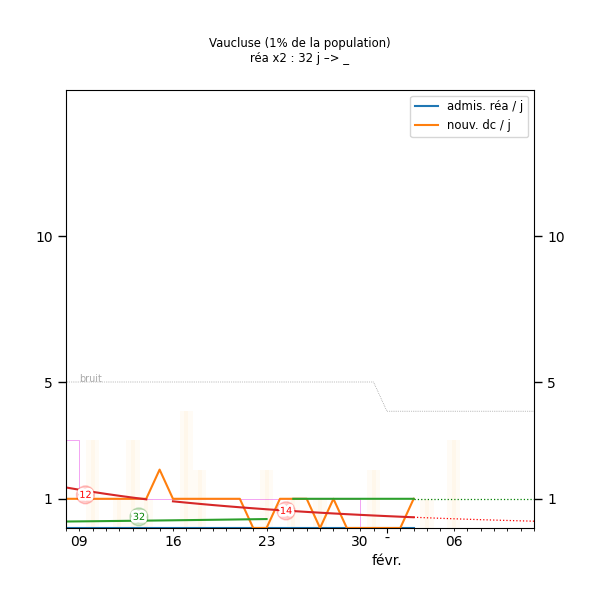 Vaucluse (1% de la population)
réa x2 : 32 j –> _
admis. réa / j
nouv. dc / j
10 10
5 5
bruit
12
32
14
1 1
09 16 23 30 - 06
févr.